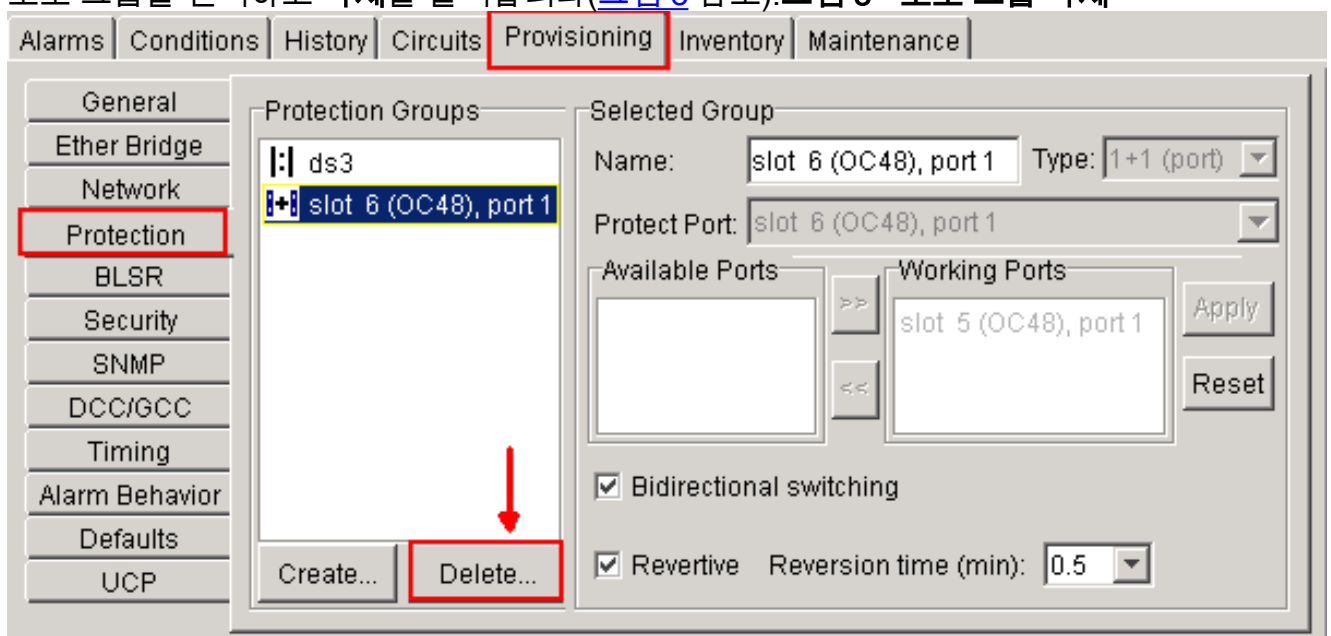 Alarms Conditions History Circuits Provisioning Inventory Maintenance
General
Ether Bridge
Network
Protection
BLSR
Security
SNMP
DCC/GCC
Timing
Alarm Behavior
Defaults
UCP
Protection Groups
ds3
slot 6 (OC48), port 1
Create... Delete...
Selected Group
Name: slot 6 (OC48), port 1 Type: 1+1 (port)
Protect Port: slot 6 (OC48), port 1
Available Ports
>>
<<
Working Ports
slot 5 (OC48), port 1
Apply
Reset
Bidirectional switching
Revertive Reversion time (min): 0.5